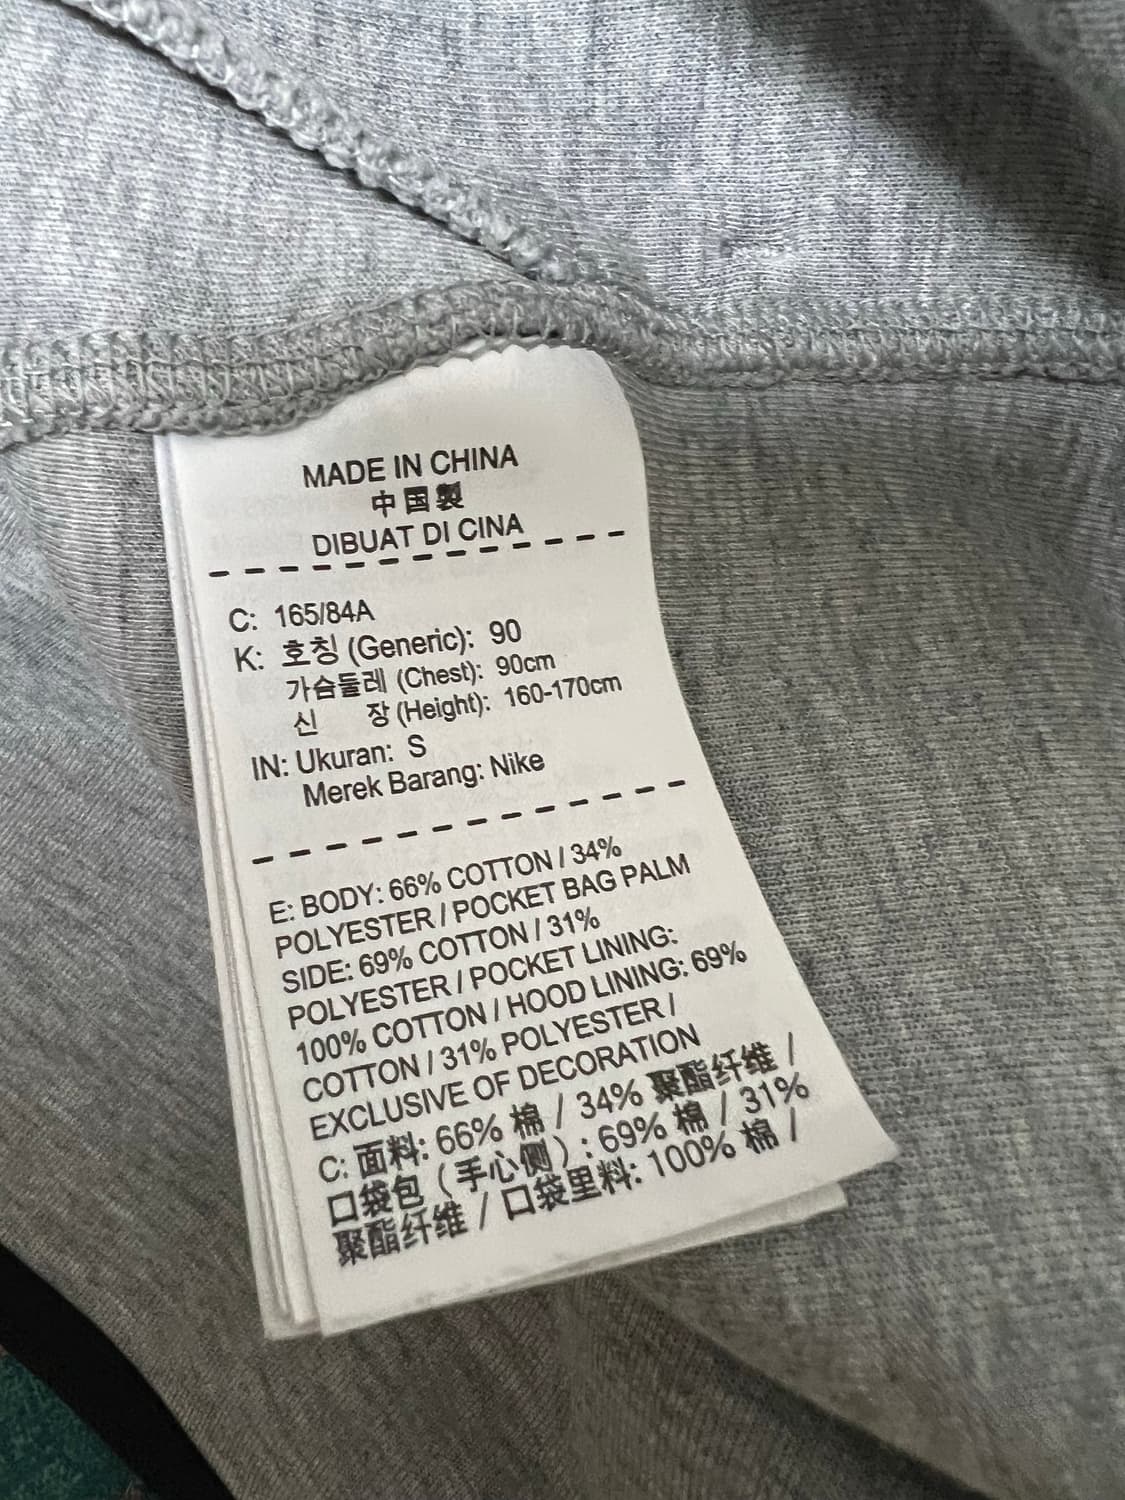 MADE IN CHINA
中国製
DIBUAT DI CINA
C: 165/84A
K: 호칭 (Generic): 90
가슴둘레 (Chest): 90cm
신 장 (Height): 160-170cm
IN: Ukuran: S
Merek Barang: Nike
E: BODY: 66% COTTON / 34%
POLYESTER / POCKET BAG PALM
SIDE: 69% COTTON / 31%
POLYESTER / POCKET LINING:
100% COTTON / HOOD LINING: 69%
COTTON / 31% POLYESTER /
EXCLUSIVE OF DECORATION
C: 面料: 66% 棉 / 34% 聚酯纤维 /
口袋包（手心侧）: 69% 棉 / 31%
聚酯纤维 / 口袋里料: 100% 棉 /